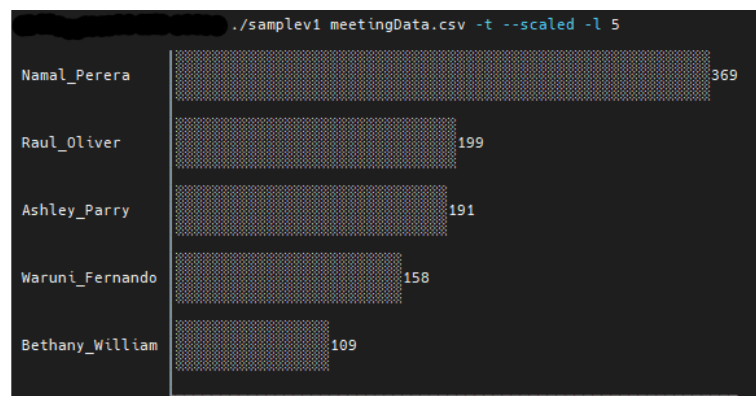 ./samplev1 meetingData.csv -t --scaled -l 5
Namal_Perera 369
Raul_Oliver 199
Ashley_Parry 191
Waruni_Fernando 158
Bethany_William 109